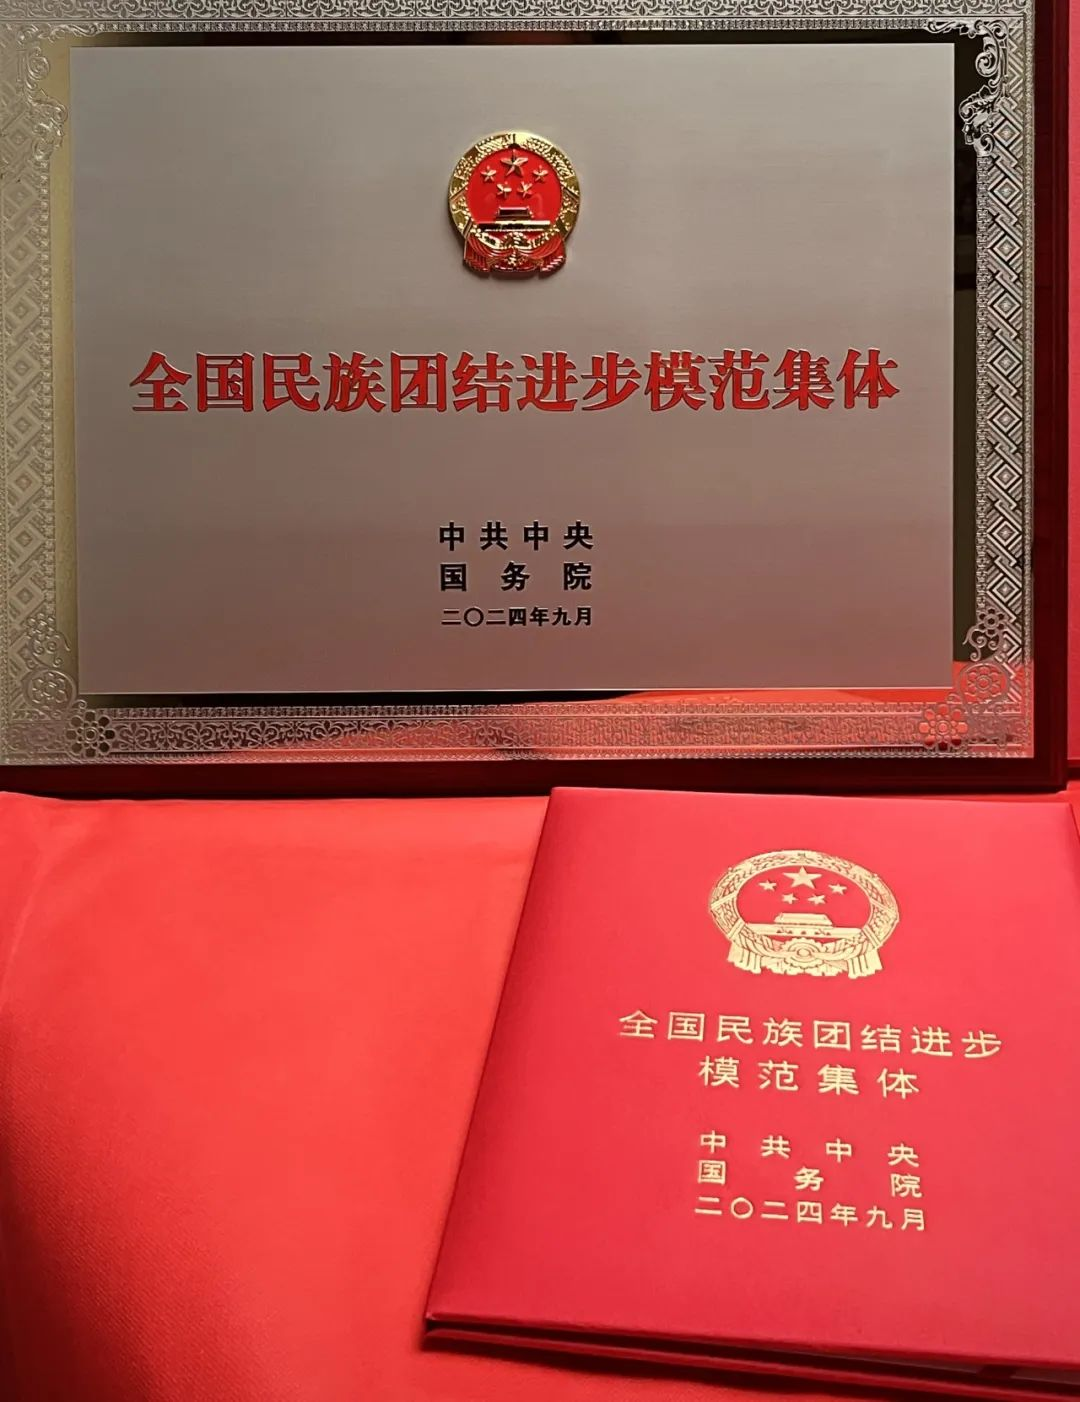 全国民族团结进步模范集体
中共中央
国务院
二〇二四年九月
全国民族团结进步
模范集体
中共中央
国务院
二〇二四年九月